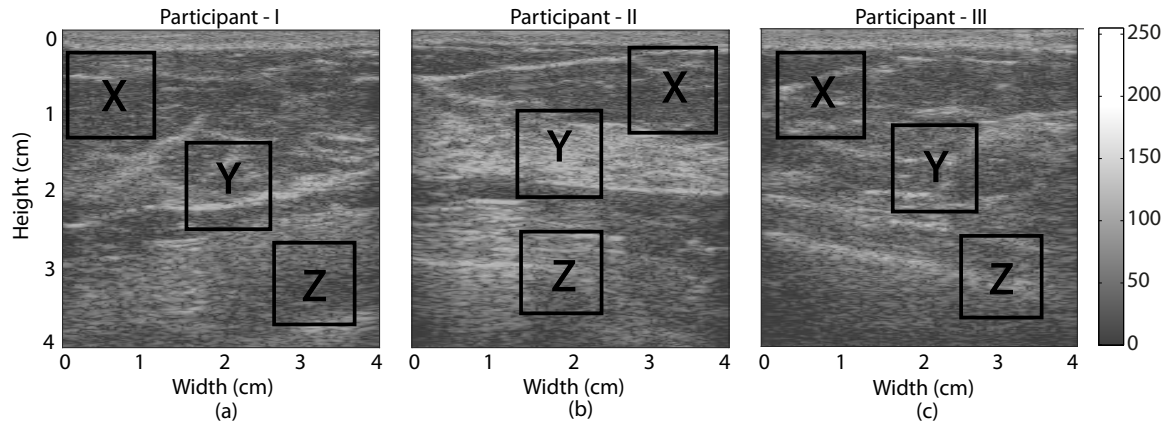 Participant - I
Participant - II
Participant - III
0
1
2
3
4
Height (cm)
X
Y
Z
X
Y
Z
X
Y
Z
250
200
150
100
50
0
0 1 2 3 4
0 1 2 3 4
0 1 2 3 4
Width (cm)
Width (cm)
Width (cm)
(a)
(b)
(c)